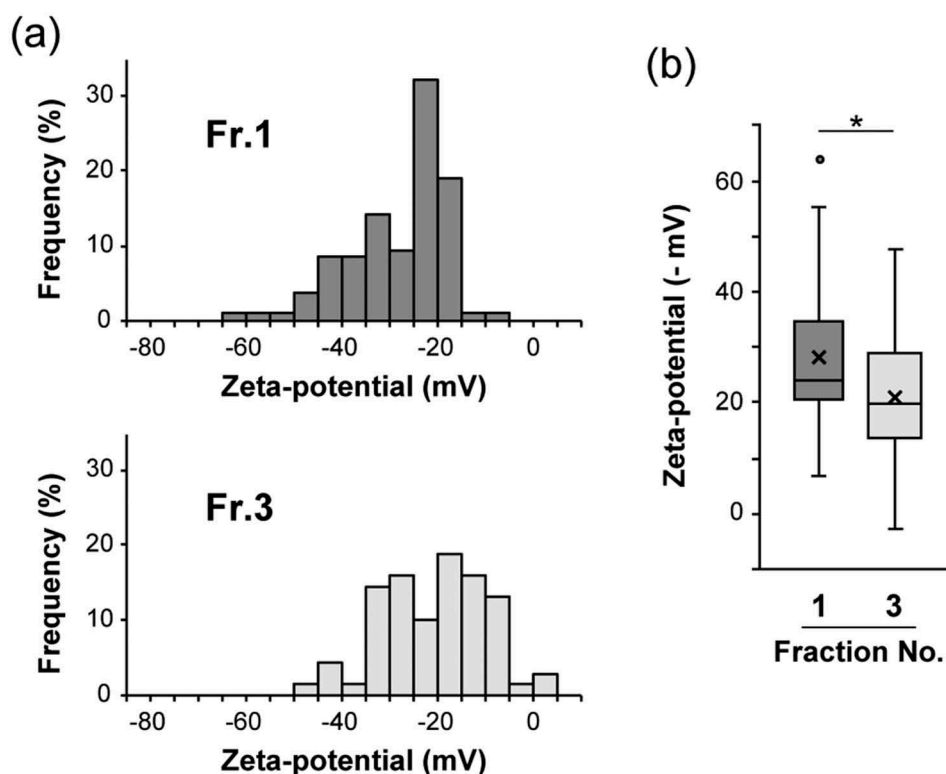 (a)
Frequency (%)
30
20
10
0
Fr.1
-80 -60 -40 -20 0
Zeta-potential (mV)
Frequency (%)
30
20
10
0
Fr.3
-80 -60 -40 -20 0
Zeta-potential (mV)
(b)
Zeta-potential (- mV)
60
40
20
0
*
1 3
Fraction No.